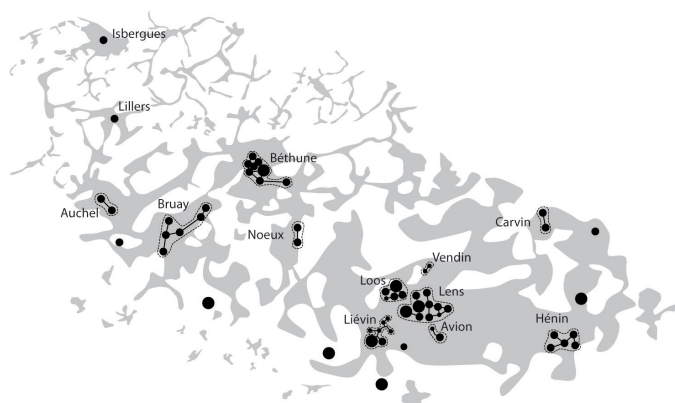 Isbergues
Lillers
Béthune
Auchel
Bruay
Noeux
Carvin
Vendin
Loos
Lens
Liévin
Avion
Hénin